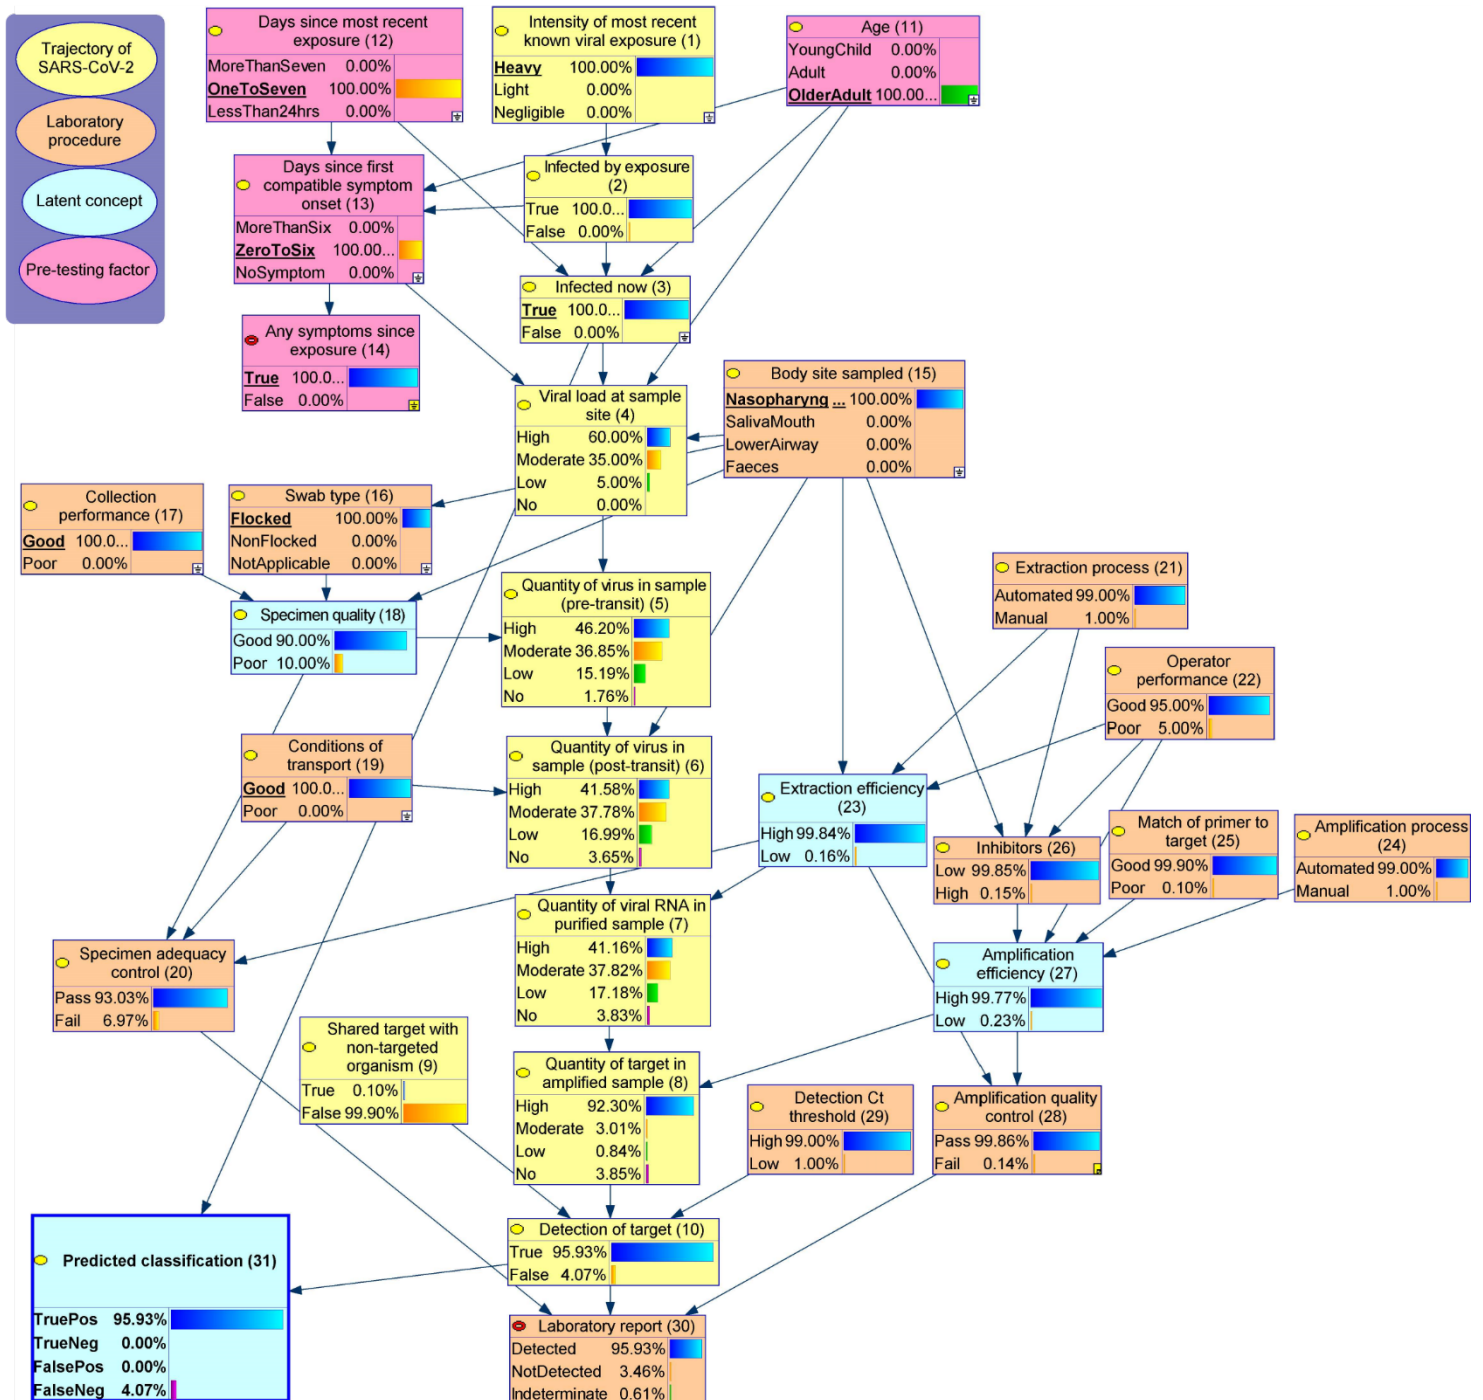 Trajectory of
SARS-CoV-2
Laboratory
procedure
Latent concept
Pre-testing factor
Days since most recent
exposure (12)
MoreThanSeven 0.00%
OneToSeven 100.00%
LessThan24hrs 0.00%
Intensity of most recent
known viral exposure (1)
Heavy 100.00%
Light 0.00%
Negligible 0.00%
Age (11)
YoungChild 0.00%
Adult 0.00%
OlderAdult 100.00...
Days since first
compatible symptom
onset (13)
MoreThanSix 0.00%
ZeroToSix 100.00...
NoSymptom 0.00%
Infected by exposure
(2)
True 100.0...
False 0.00%
Infected now (3)
True 100.0...
False 0.00%
Any symptoms since
exposure (14)
True 100.0...
False 0.00%
Body site sampled (15)
Nasopharyng ... 100.00%
SalivaMouth 0.00%
LowerAirway 0.00%
Faeces 0.00%
Viral load at sample
site (4)
High 60.00%
Moderate 35.00%
Low 5.00%
No 0.00%
Collection
performance (17)
Good 100.0...
Poor 0.00%
Swab type (16)
Flocked 100.00%
NonFlocked 0.00%
NotApplicable 0.00%
Specimen quality (18)
Good 90.00%
Poor 10.00%
Quantity of virus in sample
(pre-transit) (5)
High 46.20%
Moderate 36.85%
Low 15.19%
No 1.76%
Extraction process (21)
Automated 99.00%
Manual 1.00%
Operator
performance (22)
Good 95.00%
Poor 5.00%
Conditions of
transport (19)
Good 100.0...
Poor 0.00%
Quantity of virus in
sample (post-transit) (6)
High 41.58%
Moderate 37.78%
Low 16.99%
No 3.65%
Extraction efficiency
(23)
High 99.84%
Low 0.16%
Inhibitors (26)
Low 99.85%
High 0.15%
Match of primer to
target (25)
Good 99.90%
Poor 0.10%
Amplification process
(24)
Automated 99.00%
Manual 1.00%
Quantity of viral RNA in
purified sample (7)
High 41.16%
Moderate 37.82%
Low 17.18%
No 3.83%
Specimen adequacy
control (20)
Pass 93.03%
Fail 6.97%
Amplification
efficiency (27)
High 99.77%
Low 0.23%
Shared target with
non-targeted
organism (9)
True 0.10%
False 99.90%
Quantity of target in
amplified sample (8)
High 92.30%
Moderate 3.01%
Low 0.84%
No 3.85%
Detection Ct
threshold (29)
High 99.00%
Low 1.00%
Amplification quality
control (28)
Pass 99.86%
Fail 0.14%
Detection of target (10)
True 95.93%
False 4.07%
Predicted classification (31)
TruePos 95.93%
TrueNeg 0.00%
FalsePos 0.00%
FalseNeg 4.07%
Laboratory report (30)
Detected 95.93%
NotDetected 3.46%
Indeterminate 0.61%